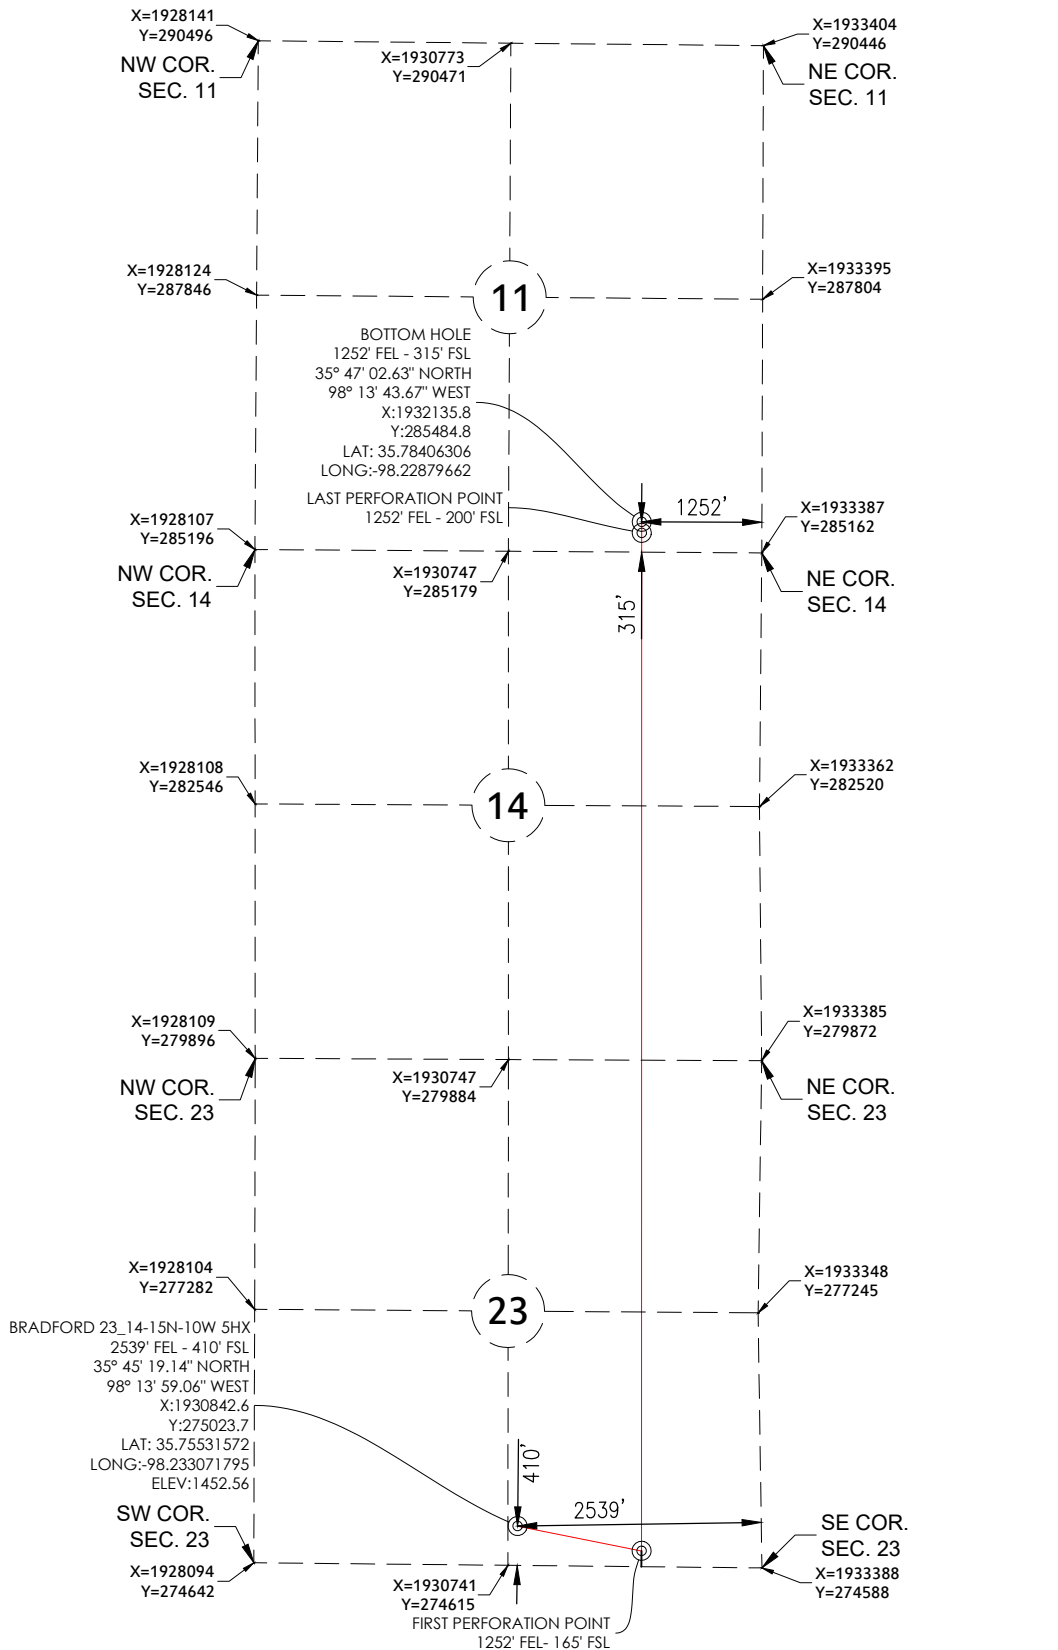 X=1928141
Y=290496
NW COR.
SEC. 11
X=1930773
Y=290471
X=1933404
Y=290446
NE COR.
SEC. 11
X=1928124
Y=287846
11
X=1933395
Y=287804
BOTTOM HOLE
1252' FEL - 315' FSL
35° 47' 02.63" NORTH
98° 13' 43.67" WEST
X:1932135.8
Y:285484.8
LAT: 35.78406306
LONG:-98.22879662
LAST PERFORATION POINT
1252' FEL - 200' FSL
1252'
X=1928107
Y=285196
NW COR.
SEC. 14
X=1930747
Y=285179
315'
X=1933387
Y=285162
NE COR.
SEC. 14
X=1928108
Y=282546
14
X=1933362
Y=282520
X=1928109
Y=279896
NW COR.
SEC. 23
X=1930747
Y=279884
X=1933385
Y=279872
NE COR.
SEC. 23
X=1928104
Y=277282
23
X=1933348
Y=277245
BRADFORD 23_14-15N-10W 5HX
2539' FEL - 410' FSL
35° 45' 19.14" NORTH
98° 13' 59.06" WEST
X:1930842.6
Y:275023.7
LAT: 35.75531572
LONG:-98.233071795
ELEV:1452.56
410'
2539'
SW COR.
SEC. 23
X=1928094
Y=274642
X=1930741
Y=274615
SE COR.
SEC. 23
X=1933388
Y=274588
FIRST PERFORATION POINT
1252' FEL- 165' FSL